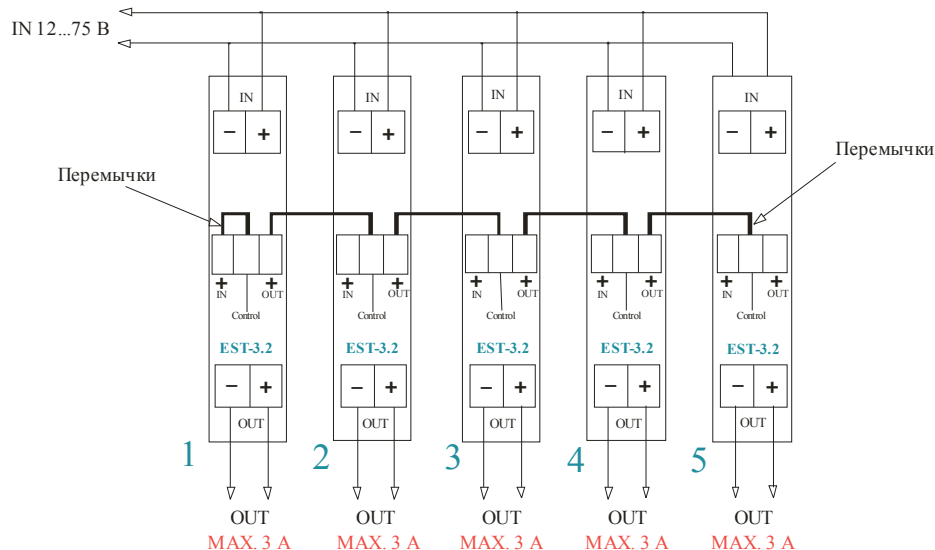 IN 12...75 В
IN IN IN IN IN
− + − + − + − + − +
Перемычки
Перемычки
+ + + + + + + + + +
IN OUT IN OUT IN OUT IN OUT IN OUT
Control Control Control Control Control
EST-3.2 EST-3.2 EST-3.2 EST-3.2 EST-3.2
− + − + − + − + − +
OUT OUT OUT OUT OUT
1 2 3 4 5
OUT OUT OUT OUT OUT
MAX. 3 A MAX. 3 A MAX. 3 A MAX. 3 A MAX. 3 A